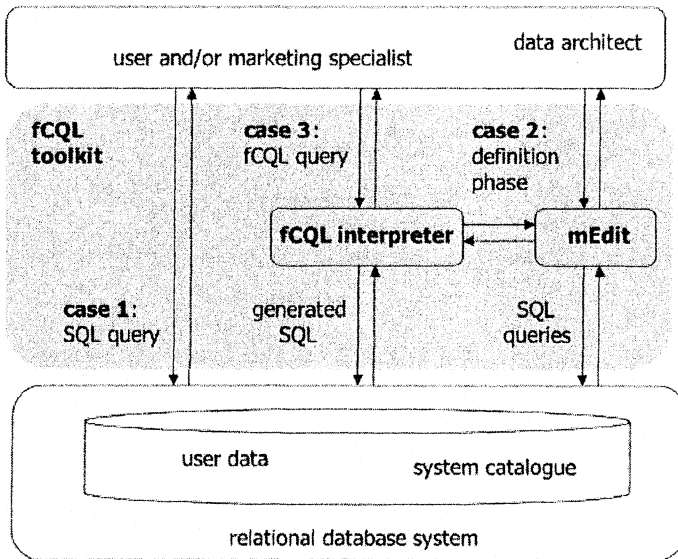 data architect
user and/or marketing specialist
fCQL
toolkit
case 3:
fCQL query
case 2:
definition
phase
fCQL interpreter
mEdit
case 1:
SQL query
generated
SQL
SQL
queries
user data
system catalogue
relational database system